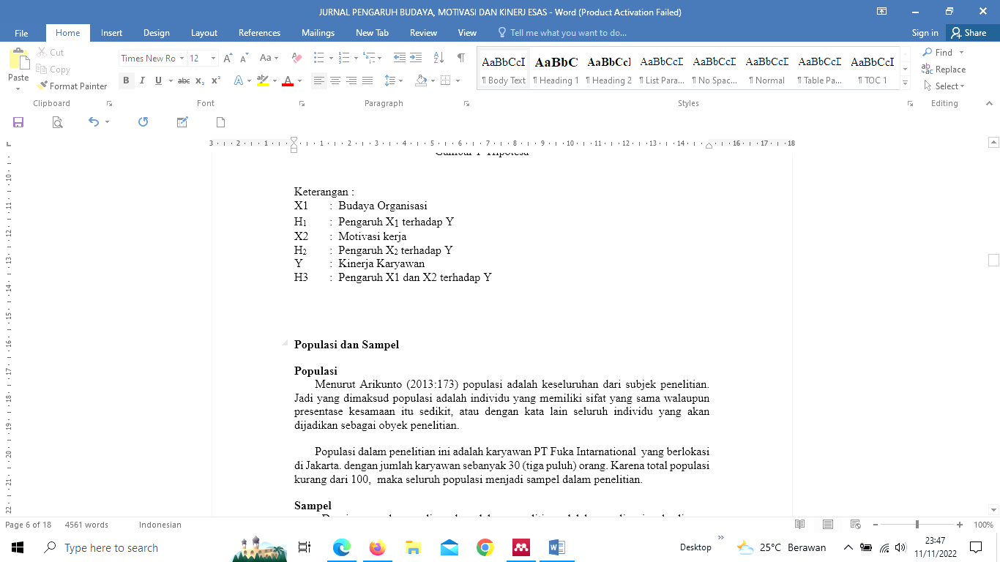 JURNAL PENGARUH BUDAYA, MOTIVASI DAN KINERJ ESAS - Word (Product Activation Failed)
File Home Insert Design Layout References Mailings New Tab Review View Tell me what you want to do... Sign in Share
Cut
Copy
Paste
Format Painter
Times New Ro 12
AaBbCcI AaBbC AaBbCcI AaBbCcI AaBbCcI AaBbCcI AaBbCcI AaBbCcI
¶ Body Text ¶ Heading 1 ¶ Heading 2 ¶ List Para... ¶ No Spac... ¶ Normal ¶ Table Pa... ¶ TOC 1
Find
Replace
Select
Clipboard Font Paragraph Styles Editing
3 2 1 1 2 3 4 5 6 7 8 9 10 11 12 13 14 16 17 18
10
11
12
13
14
15
16
17
18
19
20
21
22
Gambar 1 Hipotesa
Keterangan :
X1 : Budaya Organisasi
H1 : Pengaruh X1 terhadap Y
X2 : Motivasi kerja
H2 : Pengaruh X2 terhadap Y
Y : Kinerja Karyawan
H3 : Pengaruh X1 dan X2 terhadap Y
Populasi dan Sampel
Populasi
Menurut Arikunto (2013:173) populasi adalah keseluruhan dari subjek penelitian.
Jadi yang dimaksud populasi adalah individu yang memiliki sifat yang sama walaupun
presentase kesamaan itu sedikit, atau dengan kata lain seluruh individu yang akan
dijadikan sebagai obyek penelitian.
Populasi dalam penelitian ini adalah karyawan PT Fuka Intarnational yang berlokasi
di Jakarta. dengan jumlah karyawan sebanyak 30 (tiga puluh) orang. Karena total populasi
kurang dari 100, maka seluruh populasi menjadi sampel dalam penelitian.
Sampel
Page 6 of 18 4561 words Indonesian 100%
Type here to search Desktop 25°C Berawan 23:47
11/11/2022